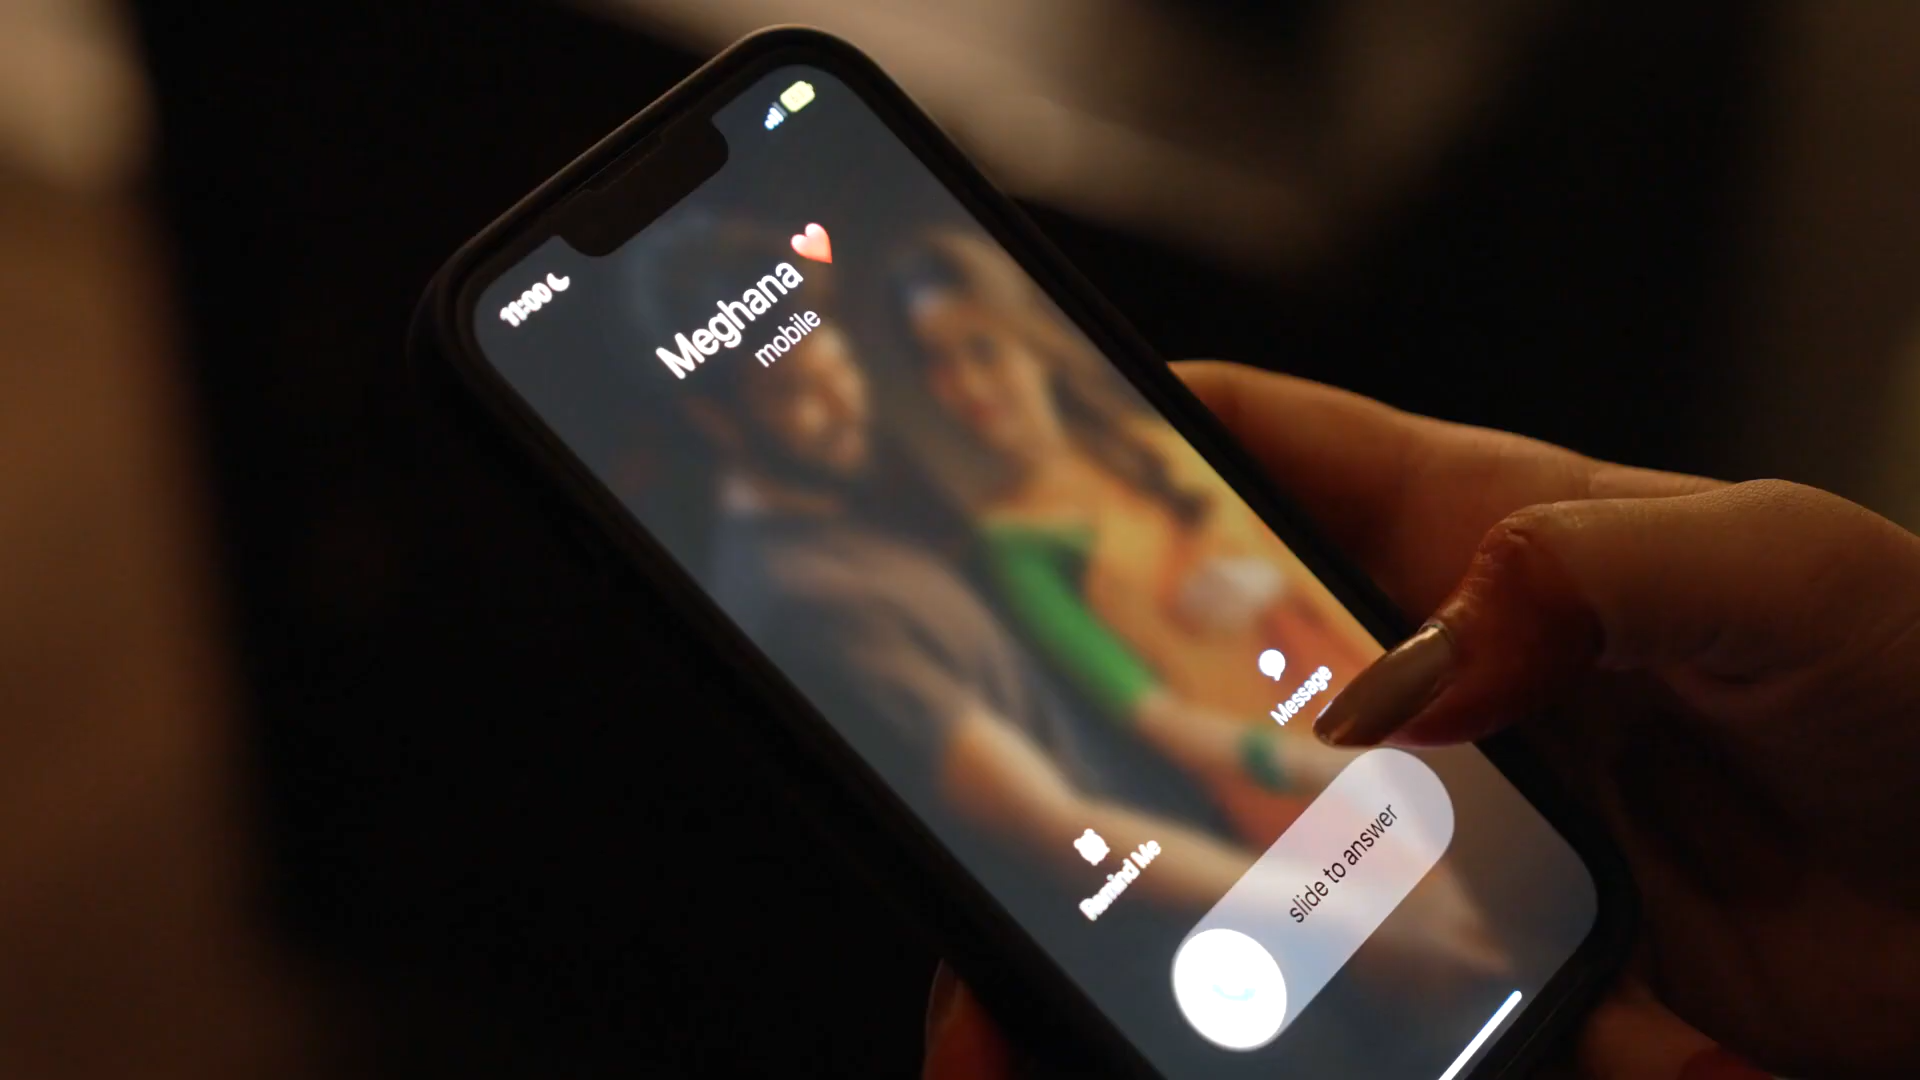 11:00
Meghana❤️
mobile
Message
Remind Me
slide to answer